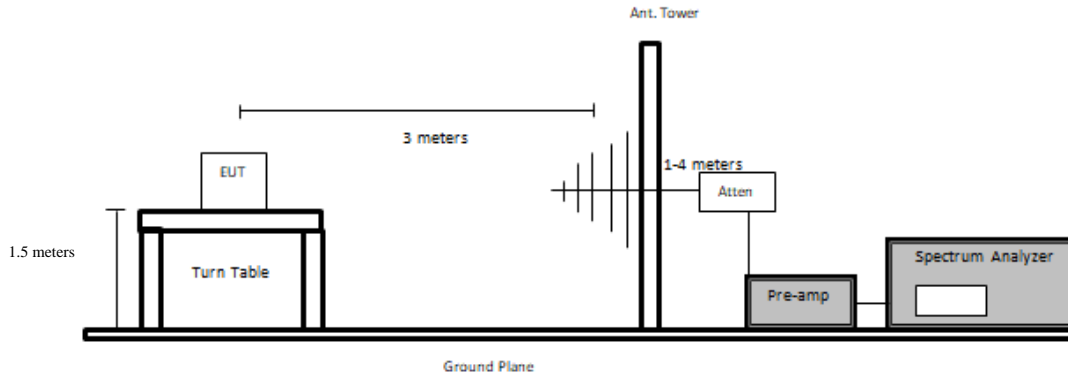 Ant. Tower
3 meters
1-4 meters
EUT
Atten
1.5 meters
Turn Table
Spectrum Analyzer
Pre-amp
Ground Plane